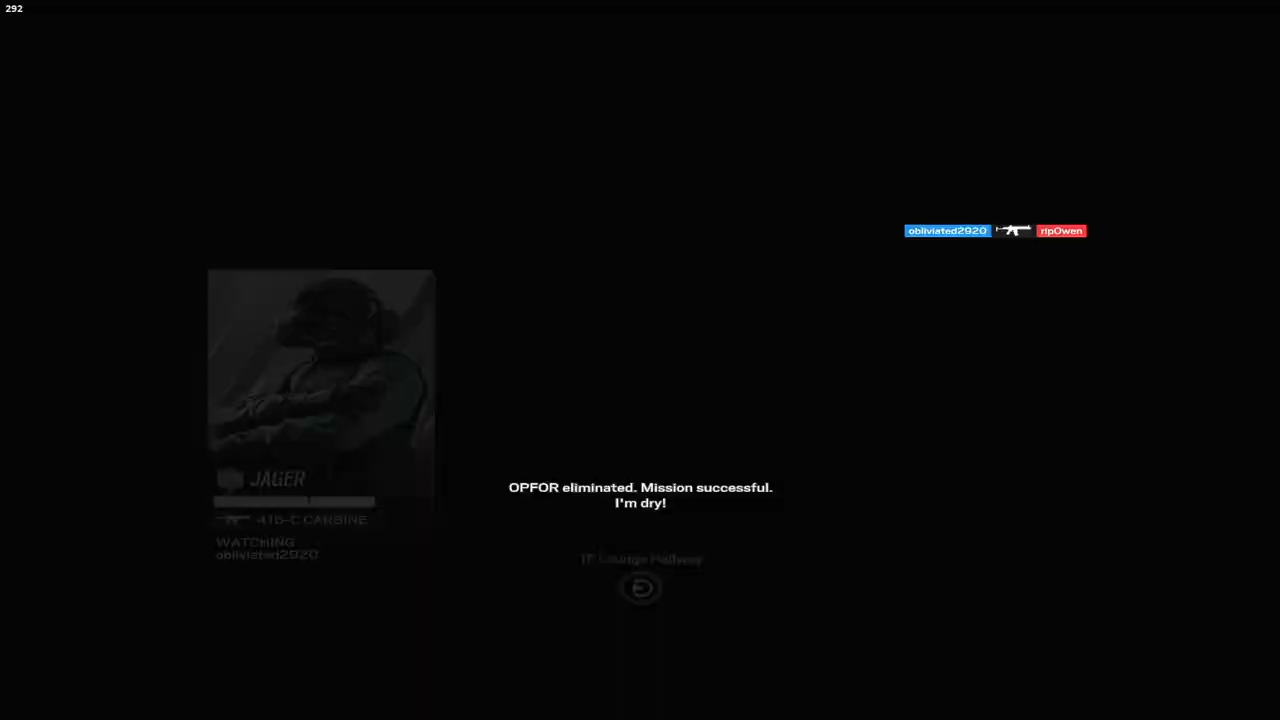 292
obliviated2920 ripOwen
JÄGER
416-C CARBINE
WATCHING
obliviated2920
OPFOR eliminated. Mission successful.
I'm dry!
1F Lounge Hallway